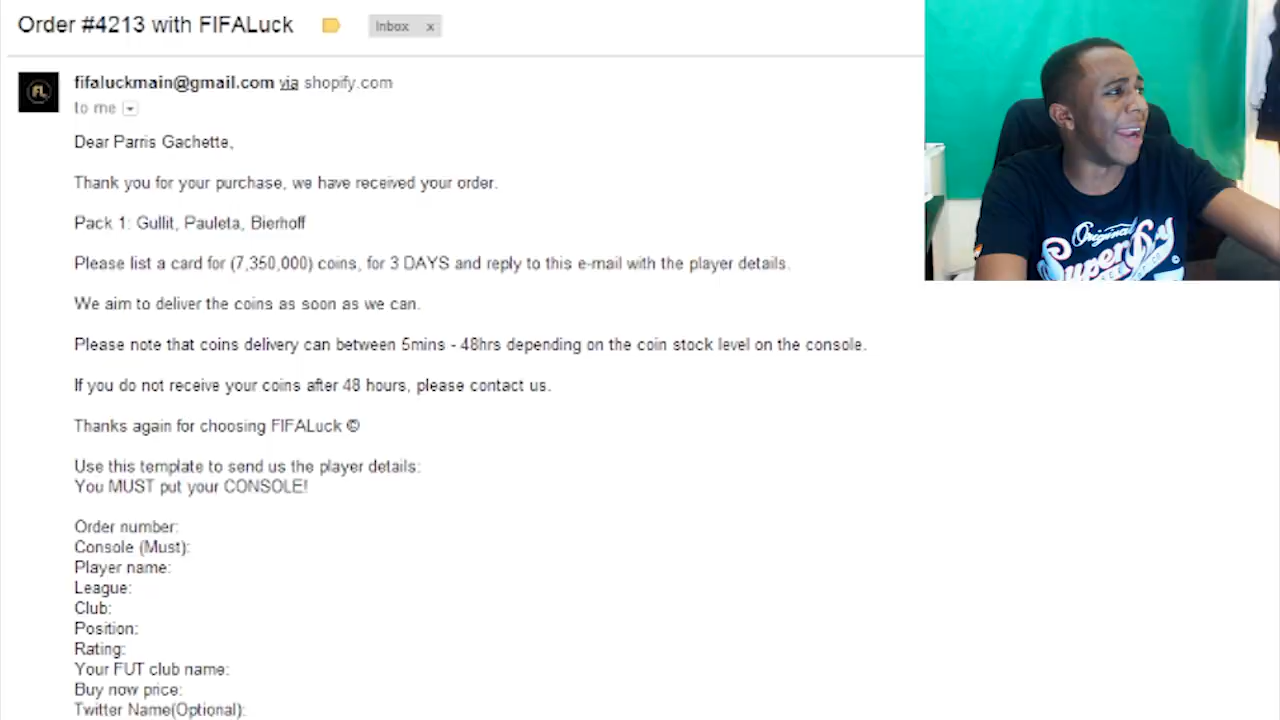 Order #4213 with FIFALuck
Inbox x
FL
fifaluckmain@gmail.com via shopify.com
to me
Dear Parris Gachette,
Thank you for your purchase, we have received your order.
Pack 1: Gullit, Pauleta, Bierhoff
Please list a card for (7,350,000) coins, for 3 DAYS and reply to this e-mail with the player details.
We aim to deliver the coins as soon as we can.
Please note that coins delivery can between 5mins - 48hrs depending on the coin stock level on the console.
If you do not receive your coins after 48 hours, please contact us.
Thanks again for choosing FIFALuck ©
Use this template to send us the player details:
You MUST put your CONSOLE!
Order number:
Console (Must):
Player name:
League:
Club:
Position:
Rating:
Your FUT club name:
Buy now price:
Twitter Name(Optional):
Original
SuperDry